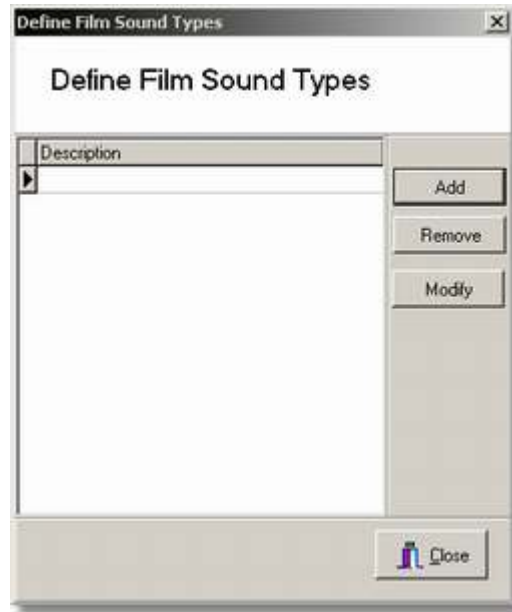 Define Film Sound Types
Define Film Sound Types
Description
Add
Remove
Modify
Close